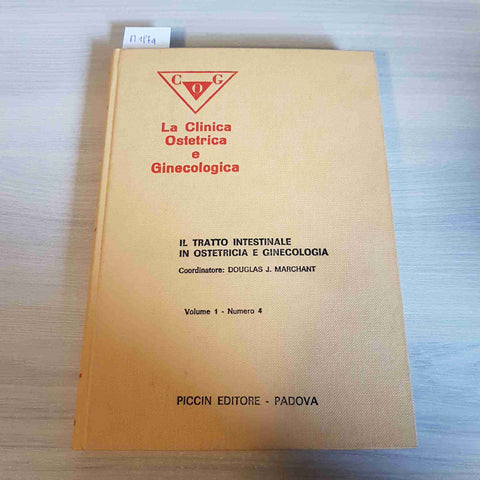 C O G
La Clinica
Ostetrica
e
Ginecologica
IL TRATTO INTESTINALE
IN OSTETRICIA E GINECOLOGIA
Coordinatore: DOUGLAS J. MARCHANT
Volume 1 - Numero 4
PICCIN EDITORE - PADOVA